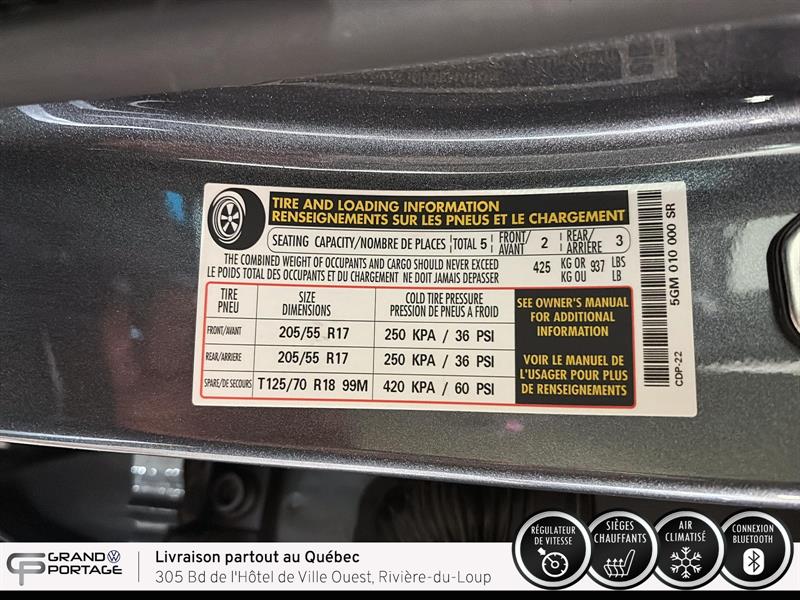 TIRE AND LOADING INFORMATION
RENSEIGNEMENTS SUR LES PNEUS ET LE CHARGEMENT
SEATING CAPACITY/NOMBRE DE PLACES TOTAL 5 FRONT/AVANT 2 REAR/ARRIÈRE 3
THE COMBINED WEIGHT OF OCCUPANTS AND CARGO SHOULD NEVER EXCEED 425 KG OR 937 LBS
LE POIDS TOTAL DES OCCUPANTS ET DU CHARGEMENT NE DOIT JAMAIS DEPASSER KG OU LB
TIRE PNEU
SIZE DIMENSIONS
COLD TIRE PRESSURE
PRESSION DE PNEUS A FROID
FRONT/AVANT 205/55 R17 250 KPA / 36 PSI
REAR/ARRIERE 205/55 R17 250 KPA / 36 PSI
SPARE/DE SECOURS T125/70 R18 99M 420 KPA / 60 PSI
SEE OWNER'S MANUAL
FOR ADDITIONAL
INFORMATION
VOIR LE MANUEL DE
L'USAGER POUR PLUS
DE RENSEIGNEMENTS
5GM 010 000 SR
CDP-22
GRAND
PORTAGE
Livraison partout au Québec
305 Bd de l'Hôtel de Ville Ouest, Rivière-du-Loup
RÉGULATEUR
DE VITESSE
SIÈGES
CHAUFFANTS
AIR
CLIMATISÉ
CONNEXION
BLUETOOTH